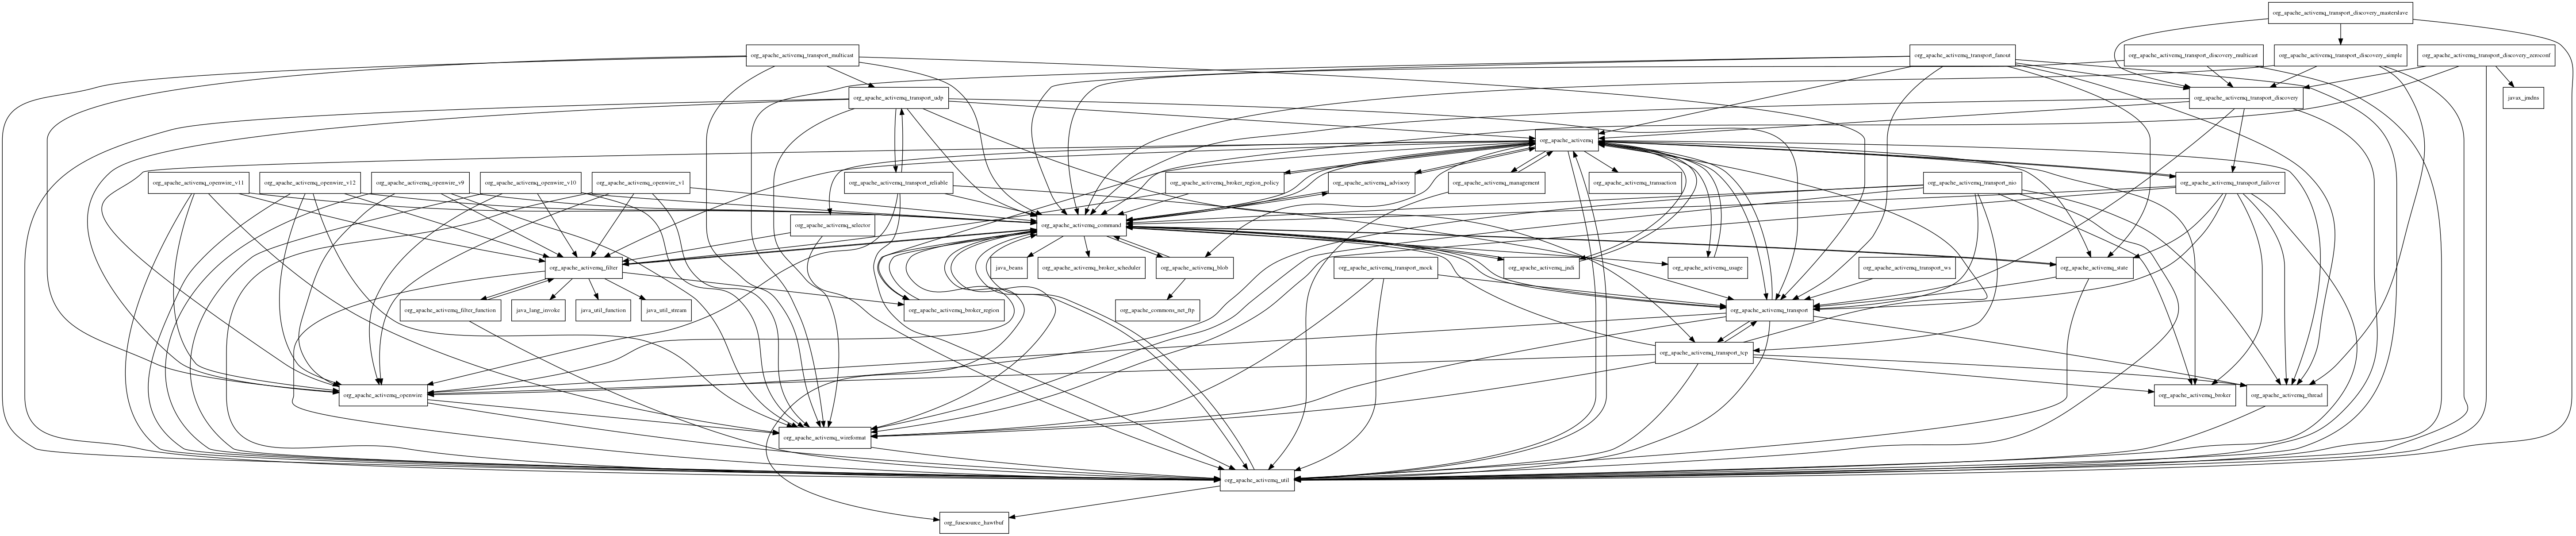 org_apache_activemq_transport_discovery_masterslave
org_apache_activemq_transport_multicast
org_apache_activemq_transport_fanout
org_apache_activemq_transport_discovery_multicast
org_apache_activemq_transport_discovery_simple
org_apache_activemq_transport_discovery_zeroconf
org_apache_activemq_transport_udp
org_apache_activemq_transport_discovery
javax_jmdns
org_apache_activemq
org_apache_activemq_openwire_v11
org_apache_activemq_openwire_v12
org_apache_activemq_openwire_v9
org_apache_activemq_openwire_v10
org_apache_activemq_openwire_v1
org_apache_activemq_transport_reliable
org_apache_activemq_broker_region_policy
org_apache_activemq_advisory
org_apache_activemq_management
org_apache_activemq_transaction
org_apache_activemq_transport_nio
org_apache_activemq_transport_failover
org_apache_activemq_selector
org_apache_activemq_command
org_apache_activemq_filter
java_beans
org_apache_activemq_broker_scheduler
org_apache_activemq_blob
org_apache_activemq_transport_mock
org_apache_activemq_jndi
org_apache_activemq_usage
org_apache_activemq_transport_ws
org_apache_activemq_state
org_apache_activemq_filter_function
java_lang_invoke
java_util_function
java_util_stream
org_apache_activemq_broker_region
org_apache_commons_net_ftp
org_apache_activemq_transport
org_apache_activemq_transport_tcp
org_apache_activemq_openwire
org_apache_activemq_broker
org_apache_activemq_thread
org_apache_activemq_wireformat
org_apache_activemq_util
org_fusesource_hawtbuf